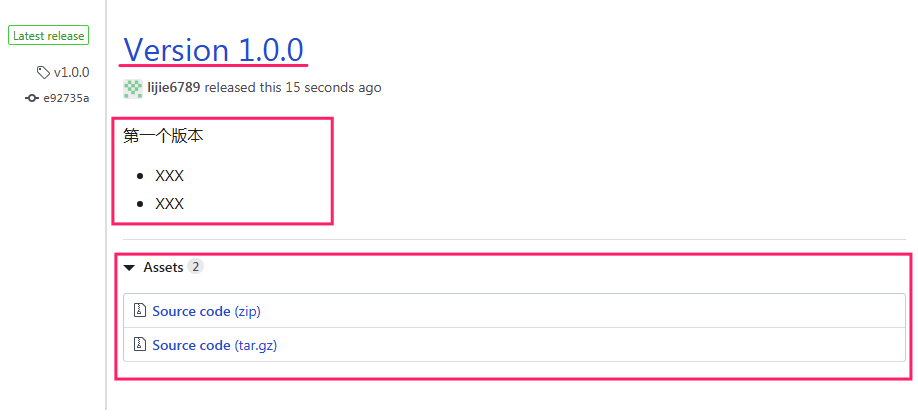 Latest release
v1.0.0
e92735a
Version 1.0.0
lijie6789 released this 15 seconds ago
第一个版本
XXX
XXX
Assets 2
Source code (zip)
Source code (tar.gz)